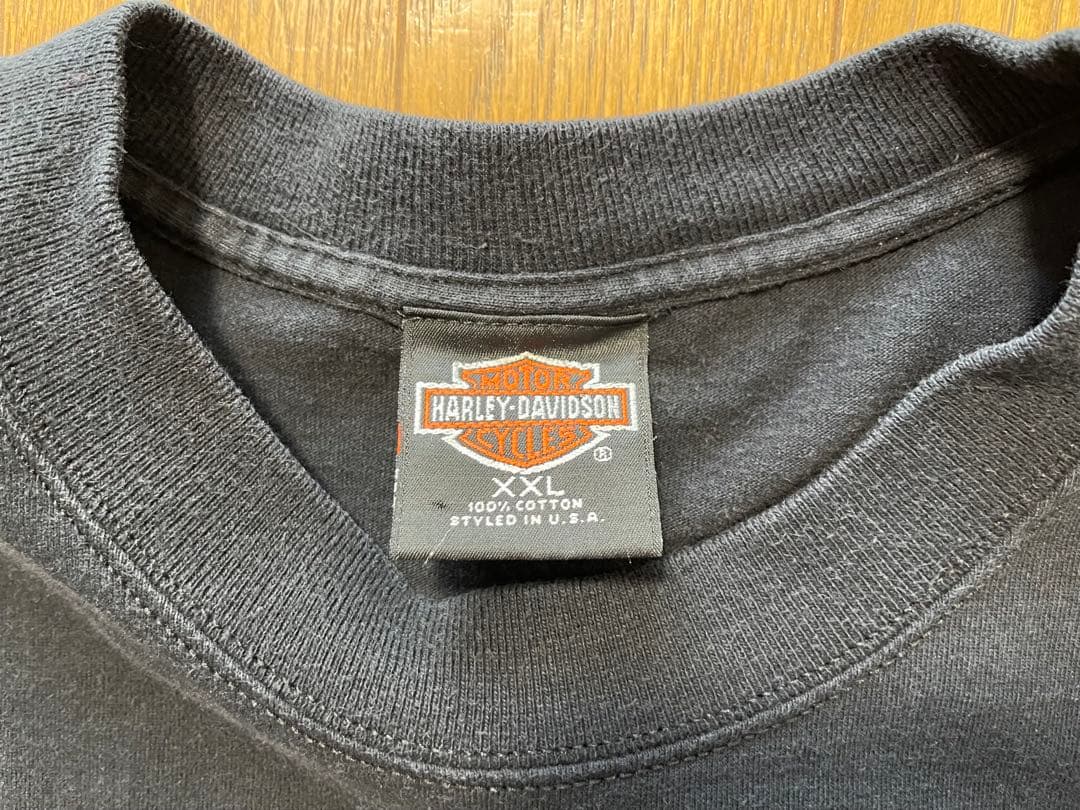 MOTOR
HARLEY-DAVIDSON
CYCLES
®
XXL
100% COTTON
STYLED IN U.S.A.